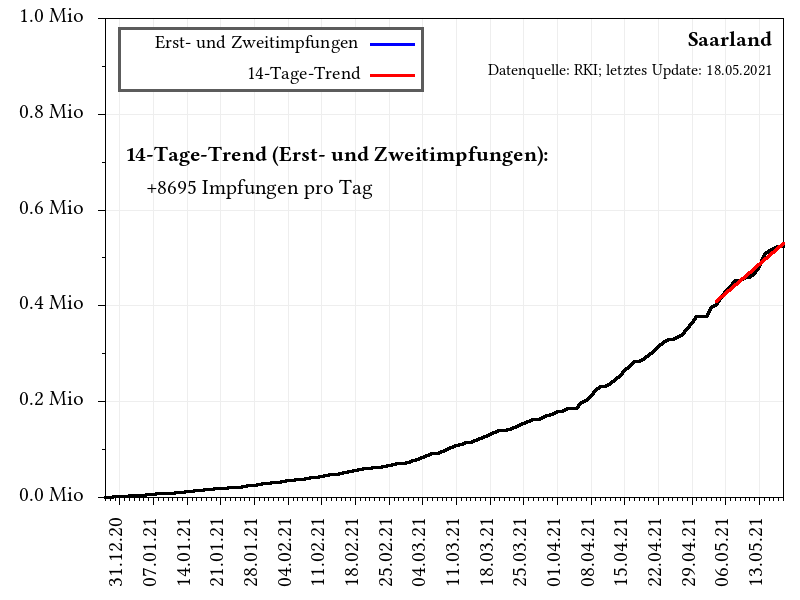 1.0 Mio
0.8 Mio
0.6 Mio
0.4 Mio
0.2 Mio
0.0 Mio
Erst- und Zweitimpfungen
14-Tage-Trend
Saarland
Datenquelle: RKI; letztes Update: 18.05.2021
14-Tage-Trend (Erst- und Zweitimpfungen):
+8695 Impfungen pro Tag
31.12.20
07.01.21
14.01.21
21.01.21
28.01.21
04.02.21
11.02.21
18.02.21
25.02.21
04.03.21
11.03.21
18.03.21
25.03.21
01.04.21
08.04.21
15.04.21
22.04.21
29.04.21
06.05.21
13.05.21